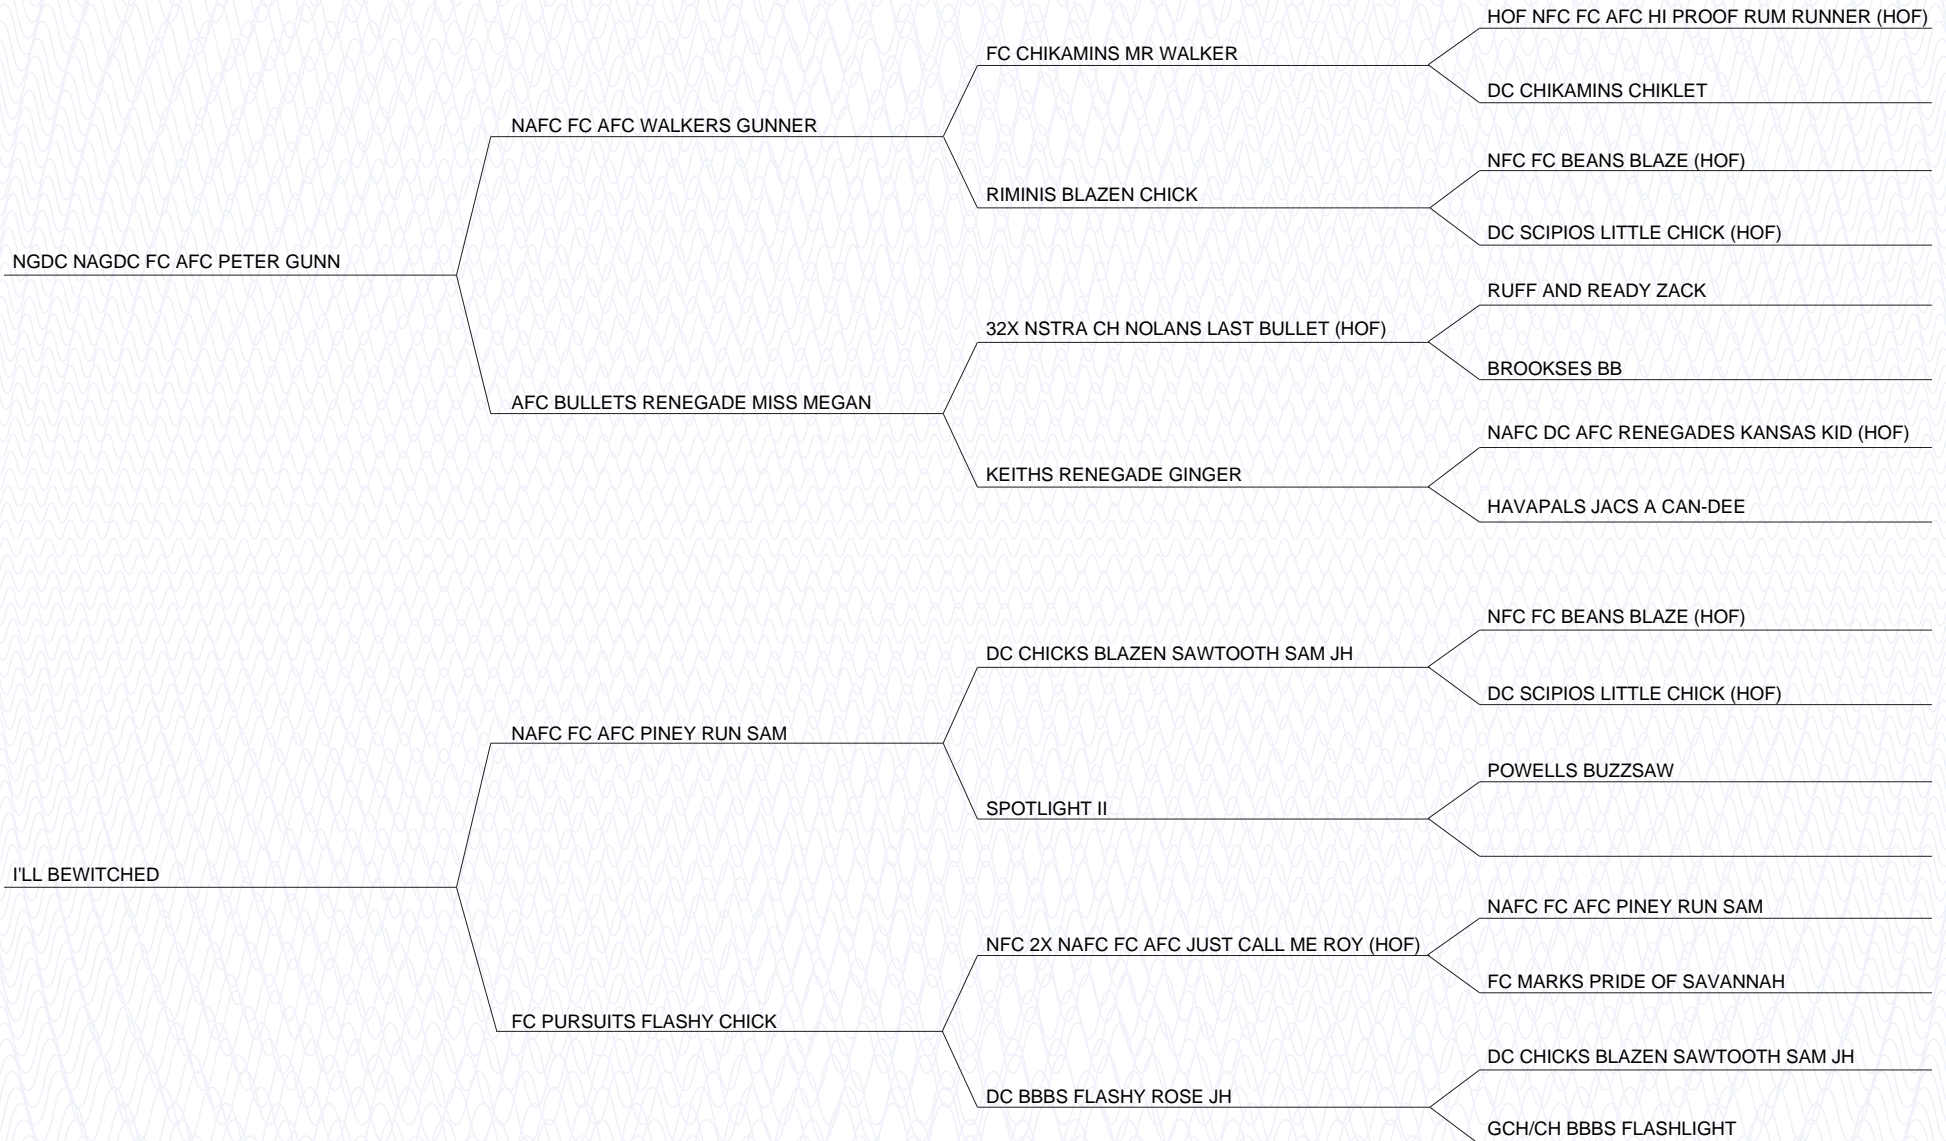 HOF NFC FC AFC HI PROOF RUM RUNNER (HOF)
FC CHIKAMINS MR WALKER
DC CHIKAMINS CHIKLET
NAFC FC AFC WALKERS GUNNER
NFC FC BEANS BLAZE (HOF)
RIMINIS BLAZEN CHICK
DC SCIPIOS LITTLE CHICK (HOF)
NGDC NAGDC FC AFC PETER GUNN
RUFF AND READY ZACK
32X NSTRA CH NOLANS LAST BULLET (HOF)
BROOKSES BB
AFC BULLETS RENEGADE MISS MEGAN
NAFC DC AFC RENEGADES KANSAS KID (HOF)
KEITHS RENEGADE GINGER
HAVAPALS JACS A CAN-DEE
NFC FC BEANS BLAZE (HOF)
DC CHICKS BLAZEN SAWTOOTH SAM JH
DC SCIPIOS LITTLE CHICK (HOF)
NAFC FC AFC PINEY RUN SAM
POWELLS BUZZSAW
SPOTLIGHT II
I'LL BEWITCHED
NAFC FC AFC PINEY RUN SAM
NFC 2X NAFC FC AFC JUST CALL ME ROY (HOF)
FC MARKS PRIDE OF SAVANNAH
FC PURSUITS FLASHY CHICK
DC CHICKS BLAZEN SAWTOOTH SAM JH
DC BBBS FLASHY ROSE JH
GCH/CH BBBS FLASHLIGHT